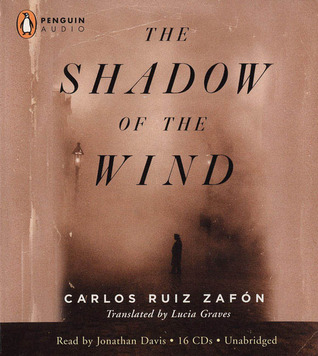 PENGUIN
AUDIO
THE
SHADOW
OF THE
WIND
CARLOS RUIZ ZAFÓN
Translated by Lucia Graves
Read by Jonathan Davis • 16 CDs • Unabridged